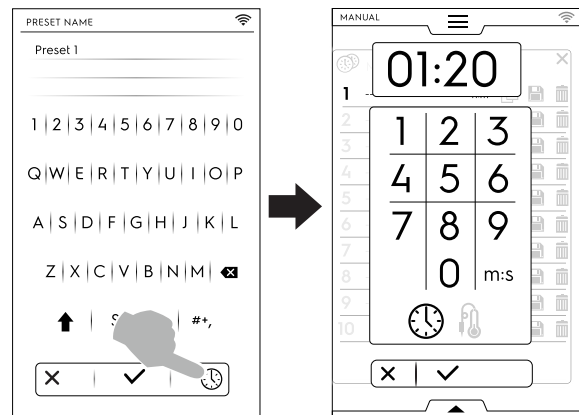 PRESET NAME
Preset 1
1 2 3 4 5 6 7 8 9 0
Q W E R T Y U I O P
A S D F G H J K L
Z X C V B N M
S
#+,
MANUAL
01:20
1
2
3
4
5
6
7
8
9
10
1 2 3
4 5 6
7 8 9
0 m:s